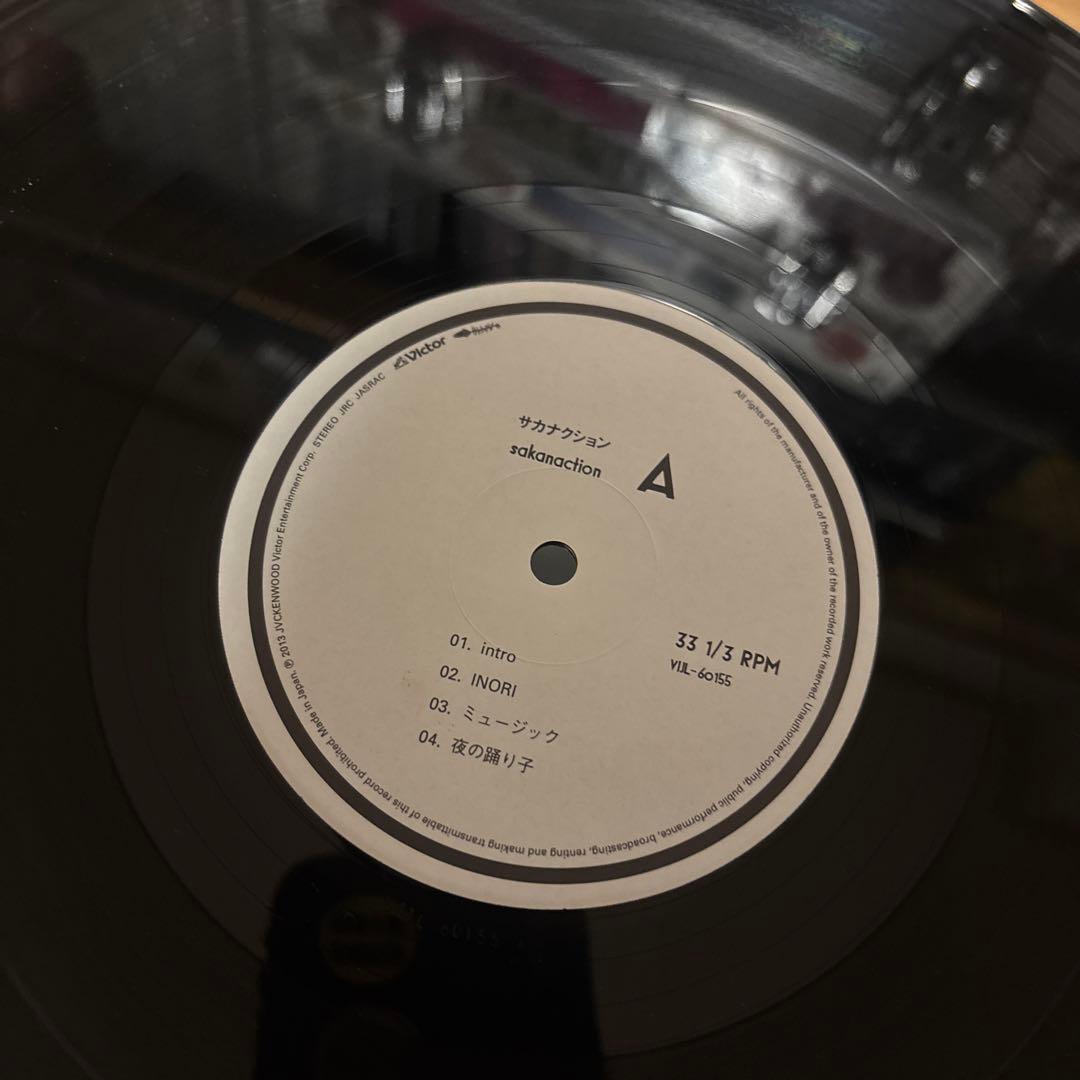 サカナクション
sakanaction
A
01. intro
02. INORI
03. ミュージック
04. 夜の踊り子
33 1/3 RPM
VIJL-60155
Victor
STEREO JRC JASRAC
All rights of the manufacturer and of the owner of the recorded work reserved. Unauthorized copying, public performance, broadcasting, renting and making transmittable of this record prohibited. Made in Japan. ℗ 2013 JVCKENWOOD Victor Entertainment Corp.
60155